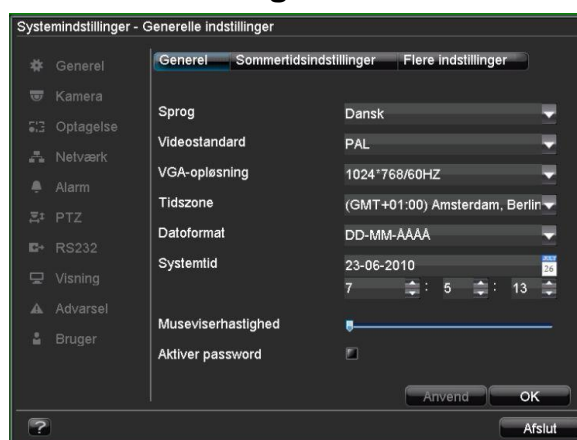 Systemindstillinger - Generelle indstillinger
Generel
Kamera
Optagelse
Netværk
Alarm
PTZ
RS232
Visning
Advarsel
Bruger
Generel Sommertidsindstillinger Flere indstillinger
Sprog Dansk
Videostandard PAL
VGA-opløsning 1024*768/60HZ
Tidszone (GMT+01:00) Amsterdam, Berlin
Datoformat DD-MM-ÅÅÅÅ
Systemtid 23-06-2010
JULY 26
7 : 5 : 13
Museviserhastighed
Aktiver password
Anvend OK
? Afslut